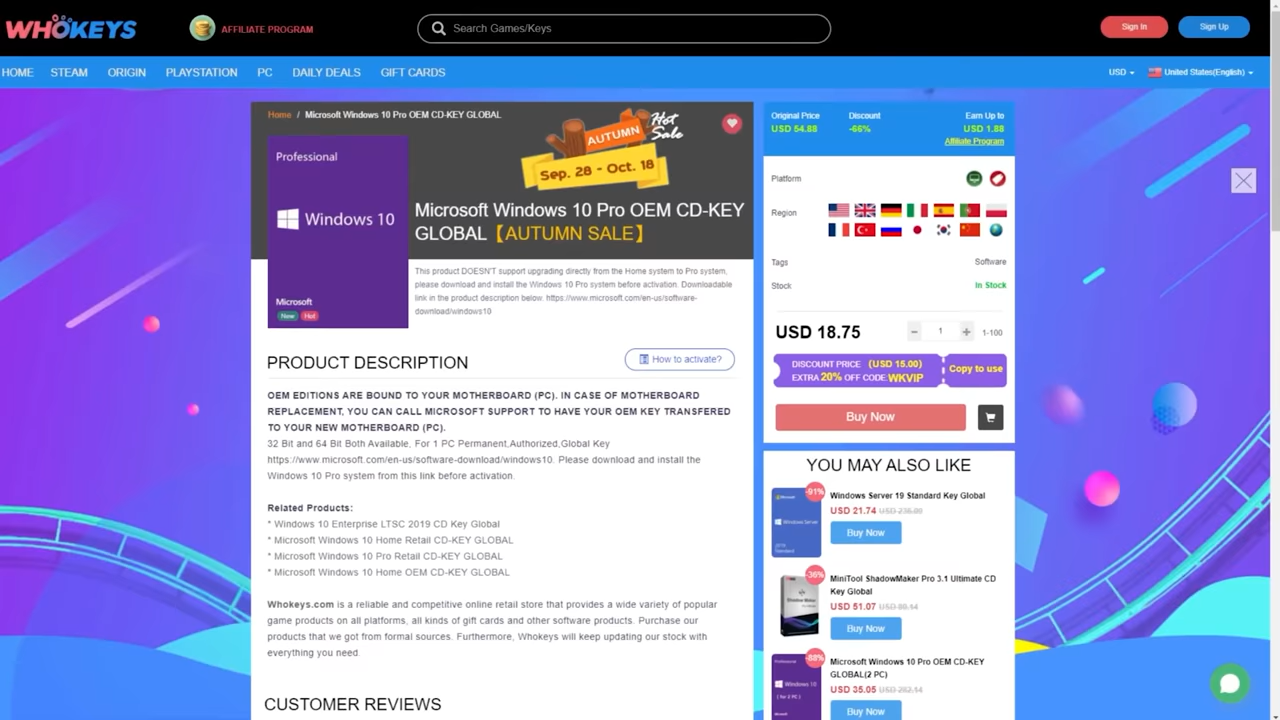 WHOKEYS
AFFILIATE PROGRAM
Search Games/Keys
Sign In
Sign Up
HOME
STEAM
ORIGIN
PLAYSTATION
PC
DAILY DEALS
GIFT CARDS
USD
United States(English)
Home / Microsoft Windows 10 Pro OEM CD-KEY GLOBAL
AUTUMN
Hot
Sale
Sep. 28 - Oct. 18
Professional
Windows 10
Microsoft
New
Hot
Microsoft Windows 10 Pro OEM CD-KEY
GLOBAL【AUTUMN SALE】
This product DOESN'T support upgrading directly from the Home system to Pro system,
please download and install the Windows 10 Pro system before activation. Downloadable
link in the product description below. https://www.microsoft.com/en-us/software-
download/windows10
PRODUCT DESCRIPTION
How to activate?
OEM EDITIONS ARE BOUND TO YOUR MOTHERBOARD (PC). IN CASE OF MOTHERBOARD
REPLACEMENT, YOU CAN CALL MICROSOFT SUPPORT TO HAVE YOUR OEM KEY TRANSFERED
TO YOUR NEW MOTHERBOARD (PC).
32 Bit and 64 Bit Both Available, For 1 PC Permanent,Authorized,Global Key
https://www.microsoft.com/en-us/software-download/windows10. Please download and install the
Windows 10 Pro system from this link before activation.
Related Products:
* Windows 10 Enterprise LTSC 2019 CD Key Global
* Microsoft Windows 10 Home Retail CD-KEY GLOBAL
* Microsoft Windows 10 Pro Retail CD-KEY GLOBAL
* Microsoft Windows 10 Home OEM CD-KEY GLOBAL
Whokeys.com is a reliable and competitive online retail store that provides a wide variety of popular
game products on all platforms, all kinds of gift cards and other software products. Purchase our
products that we got from formal sources. Furthermore, Whokeys will keep updating our stock with
everything you need.
CUSTOMER REVIEWS
Original Price
USD 54.88
Discount
-66%
Earn Up to
USD 1.88
Affiliate Program
Platform
Region
Tags
Software
Stock
In Stock
USD 18.75
1
1-100
DISCOUNT PRICE (USD 15.00)
EXTRA 20% OFF CODE:WKVIP
Copy to use
Buy Now
YOU MAY ALSO LIKE
-91%
Windows Server
Windows Server 19 Standard Key Global
USD 21.74
Buy Now
-36%
MiniTool ShadowMaker Pro 3.1 Ultimate CD
Key Global
USD 51.07
Buy Now
-88%
Windows 10
Microsoft Windows 10 Pro OEM CD-KEY
GLOBAL(2 PC)
USD 35.05
Buy Now